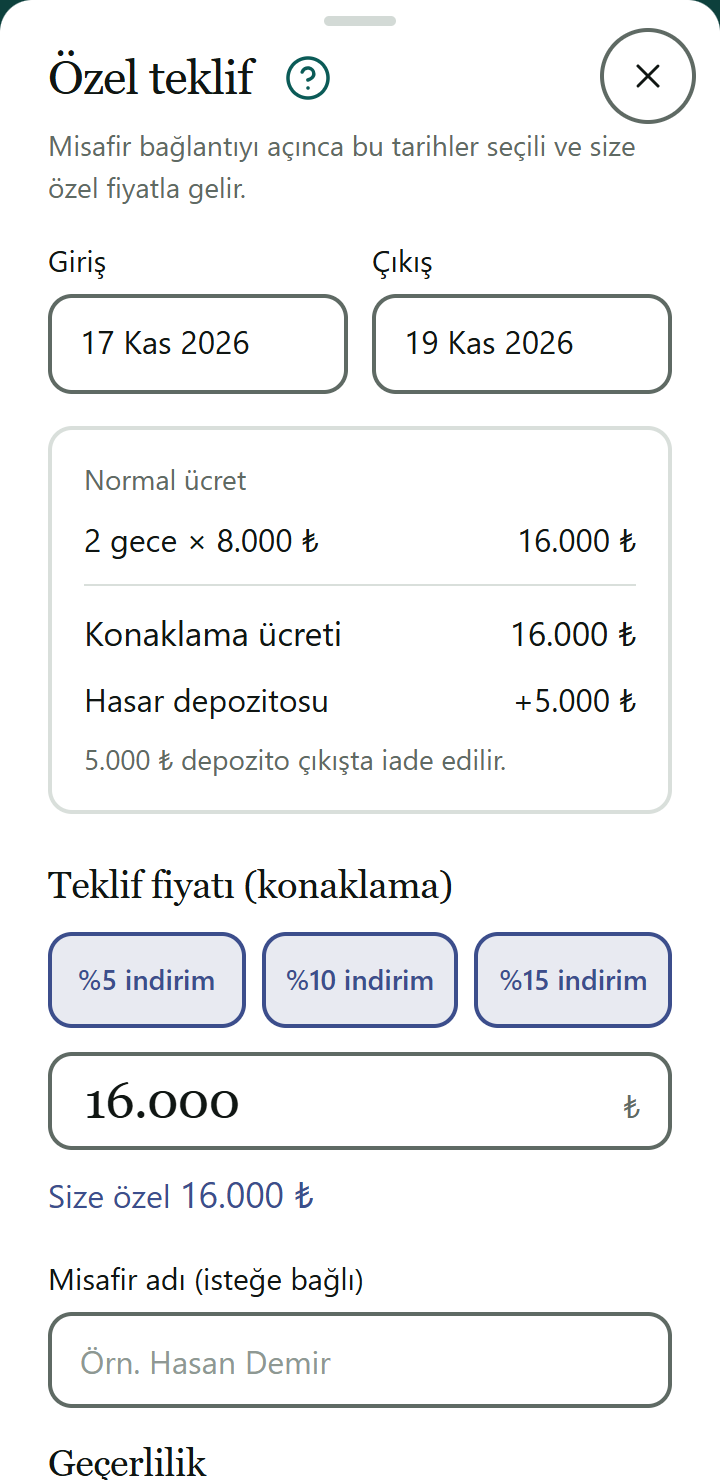 Özel teklif ?
Misafir bağlantıyı açınca bu tarihler seçili ve size
özel fiyatla gelir.
Giriş Çıkış
17 Kas 2026 19 Kas 2026
Normal ücret
2 gece × 8.000 ₺ 16.000 ₺
Konaklama ücreti 16.000 ₺
Hasar depozitosu +5.000 ₺
5.000 ₺ depozito çıkışta iade edilir.
Teklif fiyatı (konaklama)
%5 indirim %10 indirim %15 indirim
16.000 ₺
Size özel 16.000 ₺
Misafir adı (isteğe bağlı)
Örn. Hasan Demir
Geçerlilik